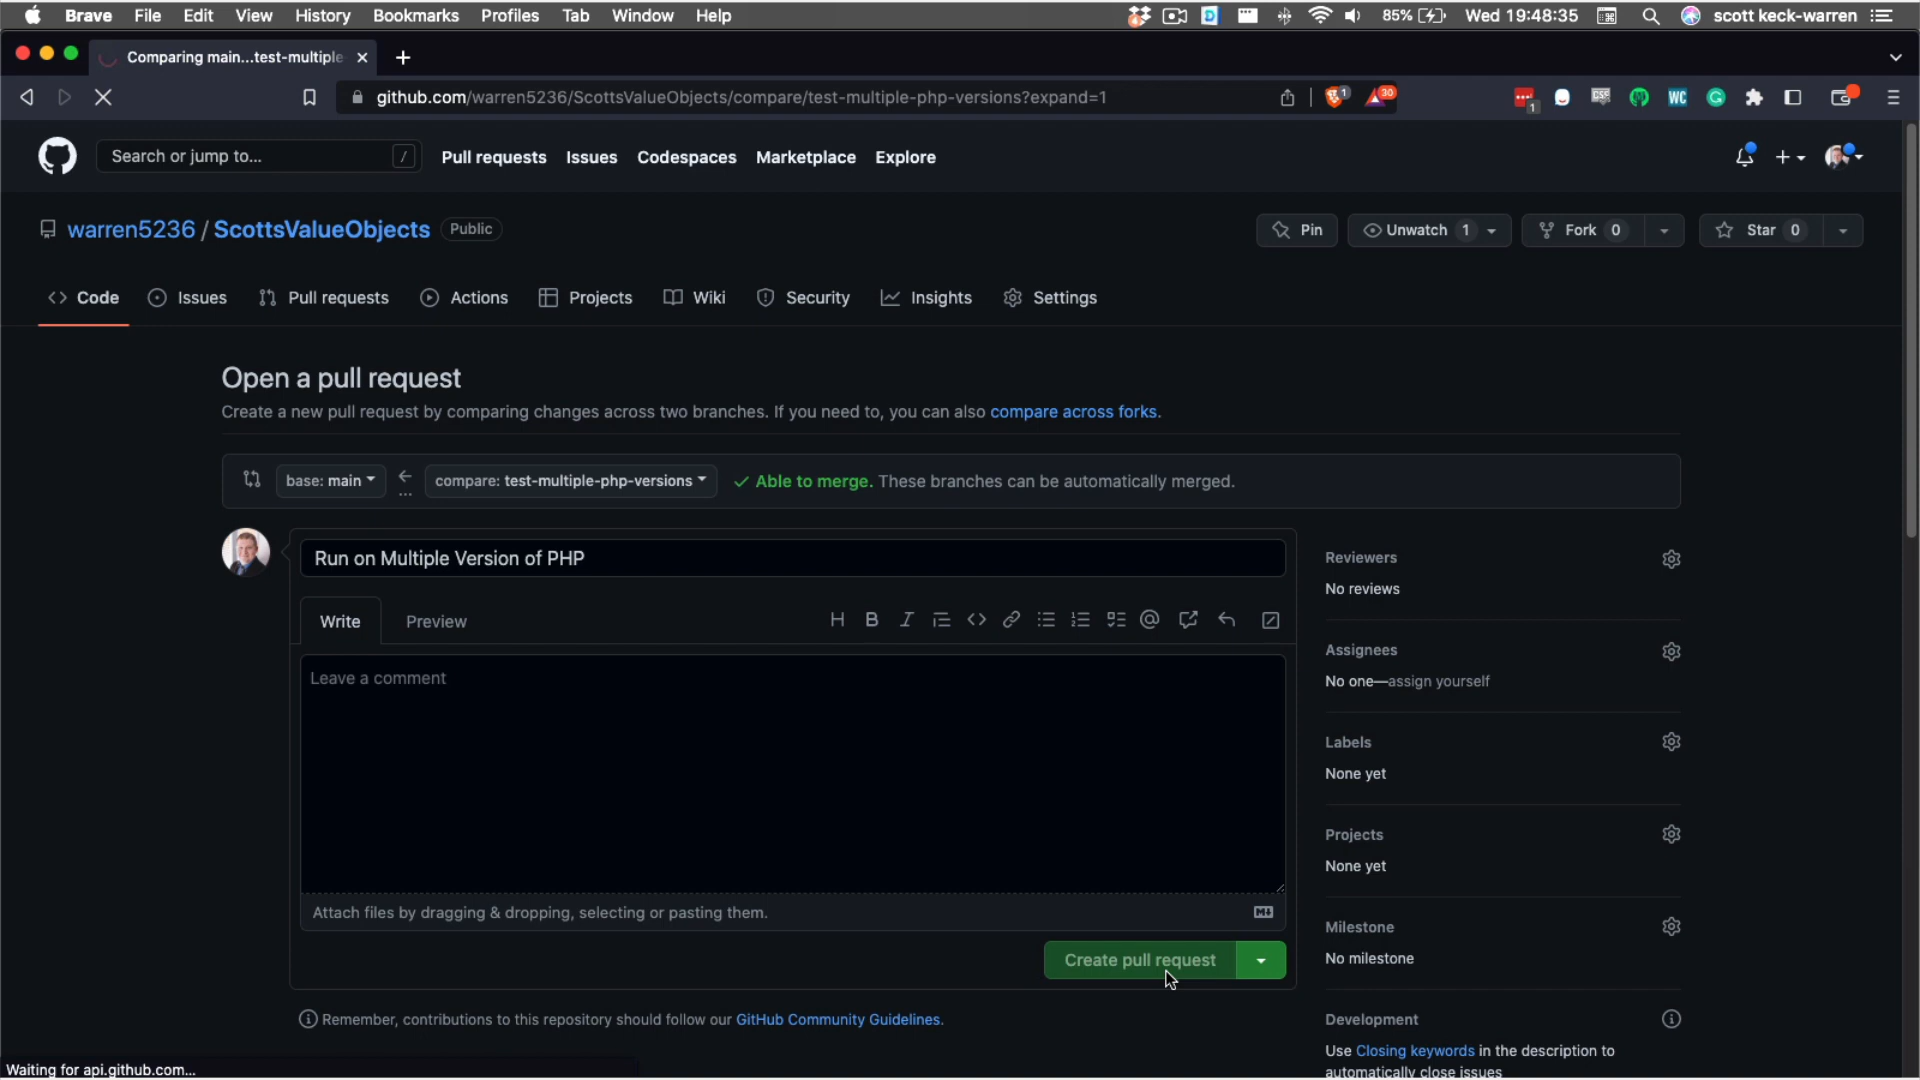 Brave File Edit View History Bookmarks Profiles Tab Window Help 85% Wed 19:48:35 scott keck-warren
Comparing main...test-multiple
github.com/warren5236/ScottsValueObjects/compare/test-multiple-php-versions?expand=1 1 30 1 WC
Search or jump to... / Pull requests Issues Codespaces Marketplace Explore
warren5236 / ScottsValueObjects Public Pin Unwatch 1 Fork 0 Star 0
Code Issues Pull requests Actions Projects Wiki Security Insights Settings
Open a pull request
Create a new pull request by comparing changes across two branches. If you need to, you can also compare across forks.
base: main ... compare: test-multiple-php-versions Able to merge. These branches can be automatically merged.
Run on Multiple Version of PHP
Write Preview
Leave a comment
Attach files by dragging & dropping, selecting or pasting them.
Create pull request
Remember, contributions to this repository should follow our GitHub Community Guidelines.
Reviewers
No reviews
Assignees
No one—assign yourself
Labels
None yet
Projects
None yet
Milestone
No milestone
Development
Use Closing keywords in the description to
automatically close issues
Waiting for api.github.com...